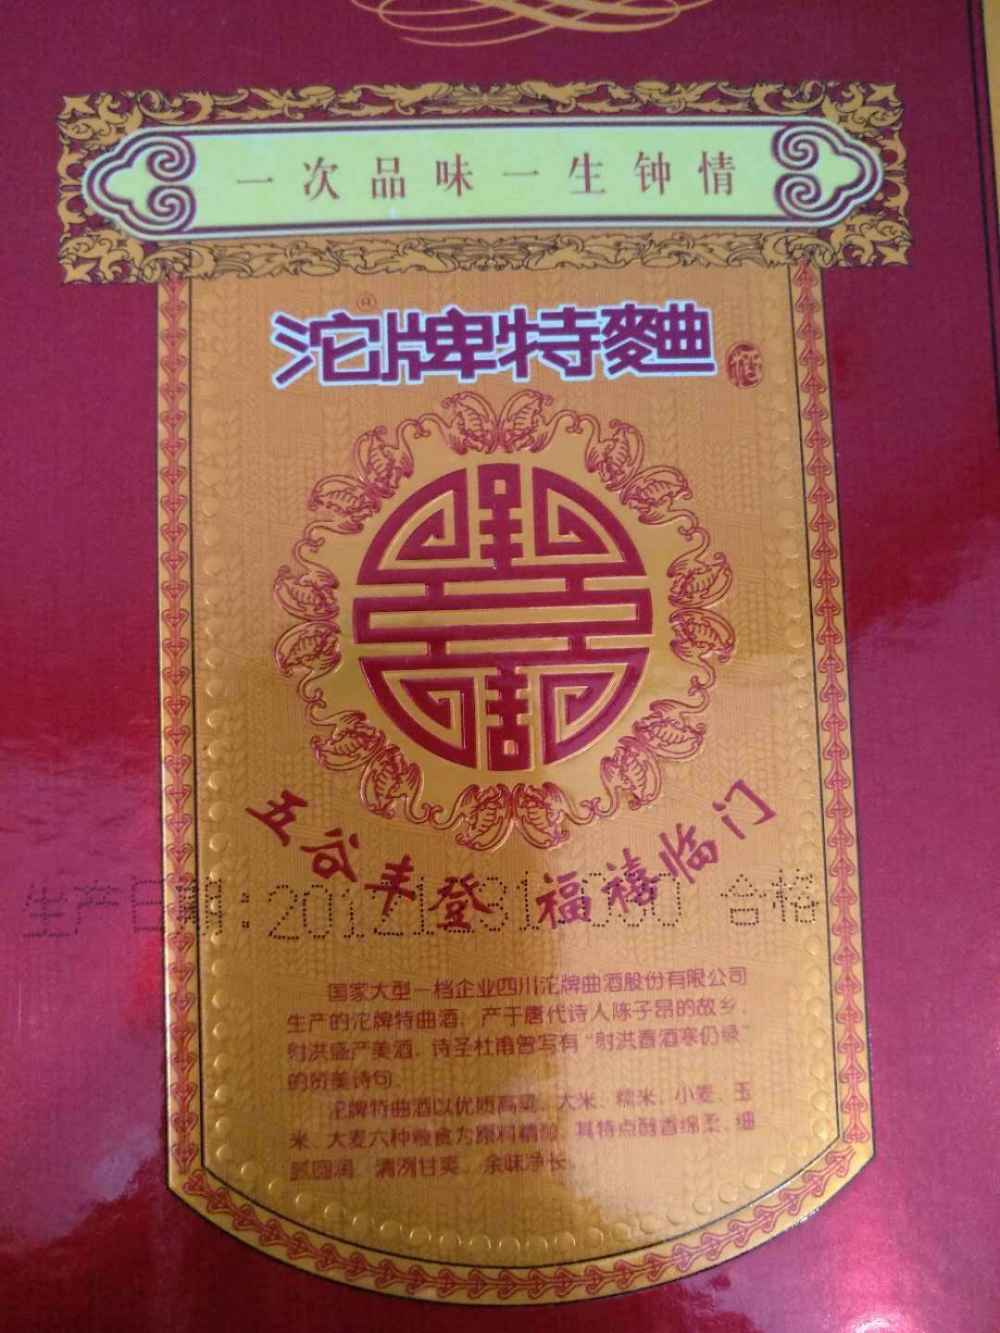 一次品味一生钟情
沱牌特麯
®
酒
五谷丰登 福禧临门
生产日期: 合格
国家大型一档企业四川沱牌曲酒股份有限公司
生产的沱牌特曲酒，产于唐代诗人陈子昂的故乡，
射洪盛产美酒，诗圣杜甫曾写有“射洪春酒寒仍绿”
的赞美诗句。
沱牌特曲酒以优质高粱、大米、糯米、小麦、玉
米、大麦六种粮食为原料精酿，其特点醇香绵柔、细
腻圆润、清冽甘爽、余味净长。